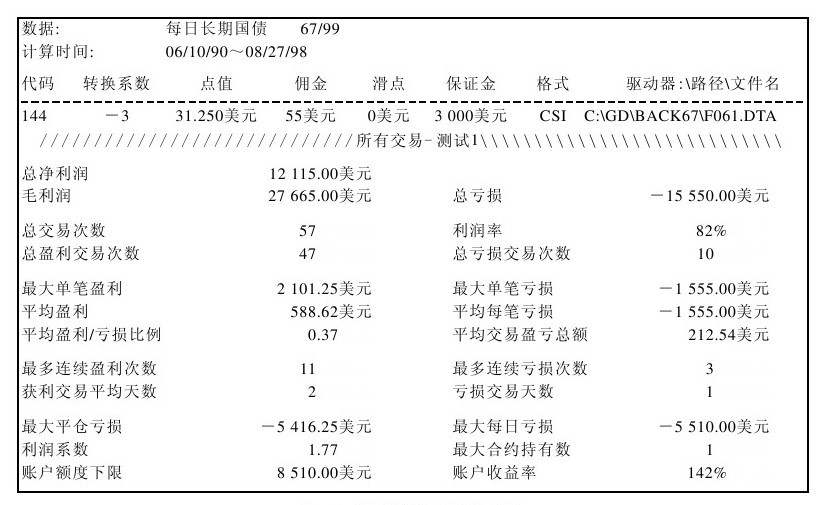 数据: 每日长期国债 67/99
计算时间: 06/10/90～08/27/98
代码 转换系数 点值 佣金 滑点 保证金 格式 驱动器:\路径\文件名
144 －3 31.250美元 55美元 0美元 3 000美元 CSI C:\GD\BACK67\F061.DTA
/////////////////////////////所有交易－测试1\\\\\\\\\\\\\\\\\\\\\\\\\\\\
总净利润 12 115.00美元
毛利润 27 665.00美元 总亏损 －15 550.00美元
总交易次数 57 利润率 82%
总盈利交易次数 47 总亏损交易次数 10
最大单笔盈利 2 101.25美元 最大单笔亏损 －1 555.00美元
平均盈利 588.62美元 平均每笔亏损 －1 555.00美元
平均盈利/亏损比例 0.37 平均交易盈亏总额 212.54美元
最多连续盈利次数 11 最多连续亏损次数 3
获利交易平均天数 2 亏损交易天数 1
最大平仓亏损 －5 416.25美元 最大每日亏损 －5 510.00美元
利润系数 1.77 最大合约持有数 1
账户额度下限 8 510.00美元 账户收益率 142%